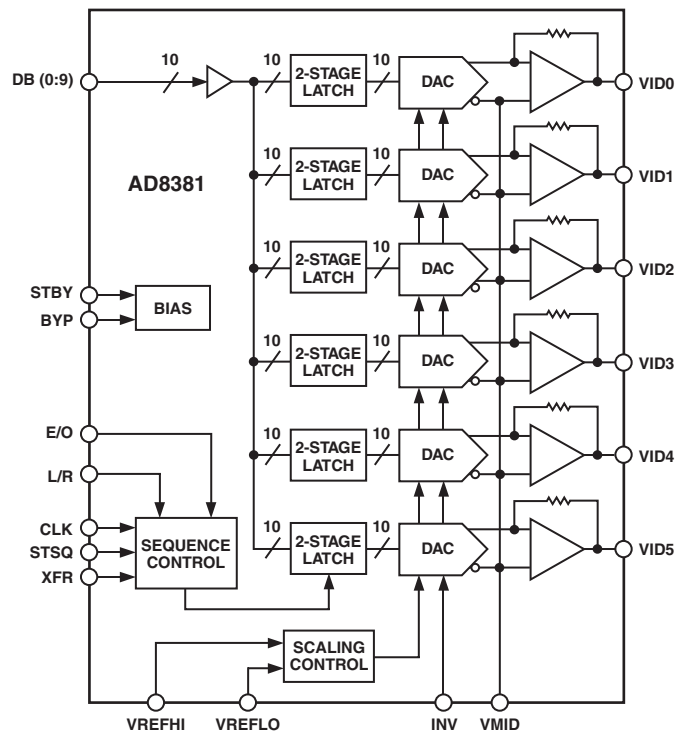 DB (0:9)
10
10
2-STAGE
LATCH
10
DAC
VID0
AD8381
10
2-STAGE
LATCH
10
DAC
VID1
10
2-STAGE
LATCH
10
DAC
VID2
STBY
BYP
BIAS
10
2-STAGE
LATCH
10
DAC
VID3
E/O
L/R
10
2-STAGE
LATCH
10
DAC
VID4
CLK
STSQ
XFR
SEQUENCE
CONTROL
10
2-STAGE
LATCH
10
DAC
VID5
SCALING
CONTROL
VREFHI
VREFLO
INV
VMID